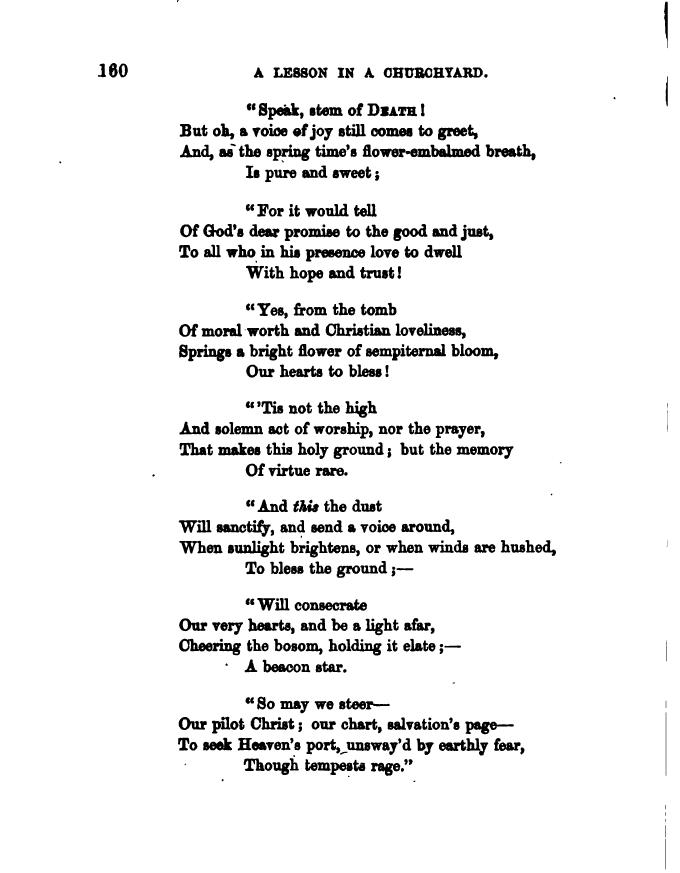 160 A LESSON IN A CHURCHYARD.
"Speak, stem of DEATH!
But oh, a voice of joy still comes to greet,
And, as the spring time's flower-embalmed breath,
Is pure and sweet;
"For it would tell
Of God's dear promise to the good and just,
To all who in his presence love to dwell
With hope and trust!
"Yes, from the tomb
Of moral worth and Christian loveliness,
Springs a bright flower of sempiternal bloom,
Our hearts to bless!
"'Tis not the high
And solemn act of worship, nor the prayer,
That makes this holy ground; but the memory
Of virtue rare.
"And this the dust
Will sanctify, and send a voice around,
When sunlight brightens, or when winds are hushed,
To bless the ground;—
"Will consecrate
Our very hearts, and be a light afar,
Cheering the bosom, holding it elate;—
A beacon star.
"So may we steer—
Our pilot Christ; our chart, salvation's page—
To seek Heaven's port, unsway'd by earthly fear,
Though tempests rage."